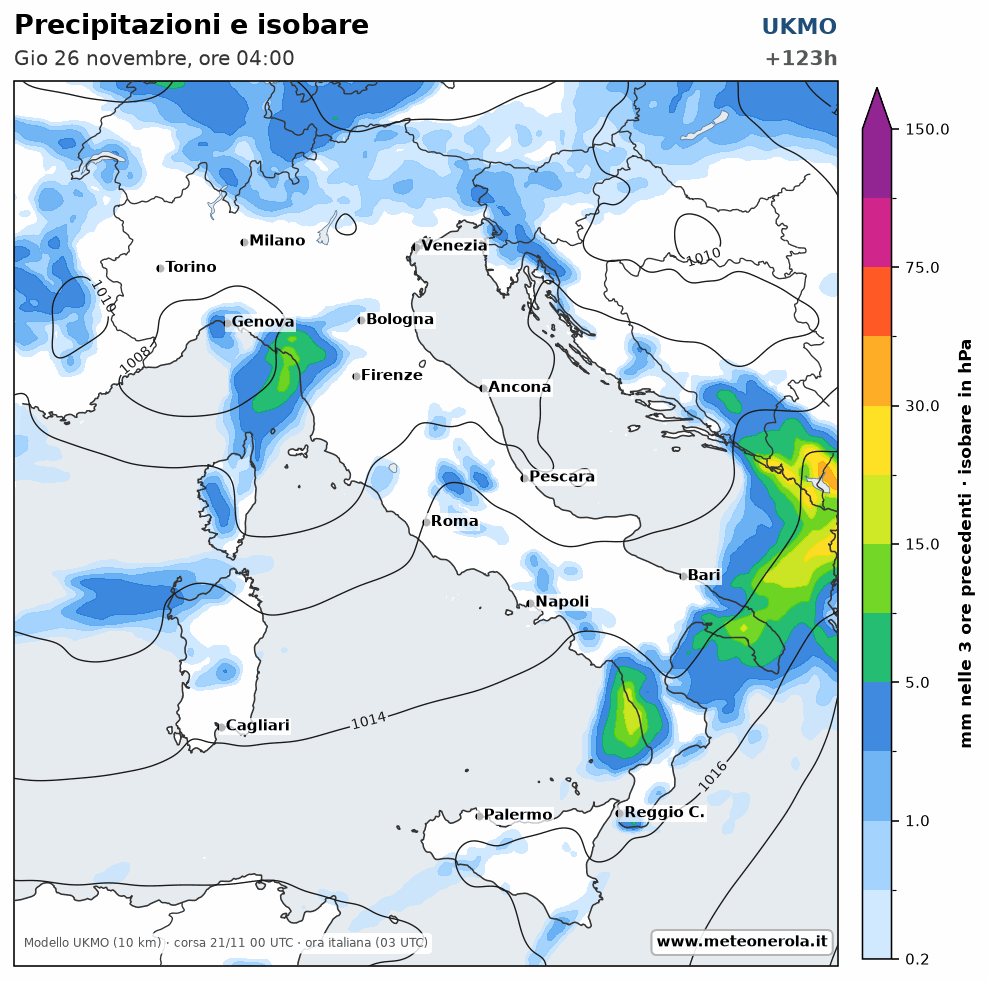 Precipitazioni e isobare
UKMO
Gio 26 novembre, ore 04:00
+123h
150.0
75.0
30.0
15.0
5.0
1.0
0.2
mm nelle 3 ore precedenti · isobare in hPa
Milano
Venezia
Torino
1010
1010
Genova
Bologna
1008
Firenze
Ancona
Pescara
Roma
Bari
Napoli
1014
Cagliari
1016
Palermo
Reggio C.
Modello UKMO (10 km) · corsa 21/11 00 UTC · ora italiana (03 UTC)
www.meteonerola.it